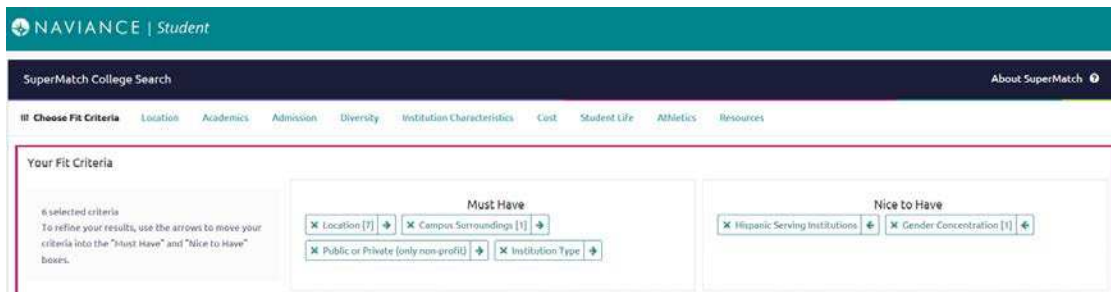 NAVIANCE | Student
SuperMatch College Search
About SuperMatch ?
Choose Fit Criteria Location Academics Admission Diversity Institution Characteristics Cost Student Life Athletics Resources
Your Fit Criteria
6 selected criteria
To refine your results, use the arrows to move your
criteria into the "Must Have" and "Nice to Have"
boxes.
Must Have
Location [7] Campus Surroundings [1]
Public or Private (only non-profit) Institution Type
Nice to Have
Hispanic Serving Institutions Gender Concentration [1]